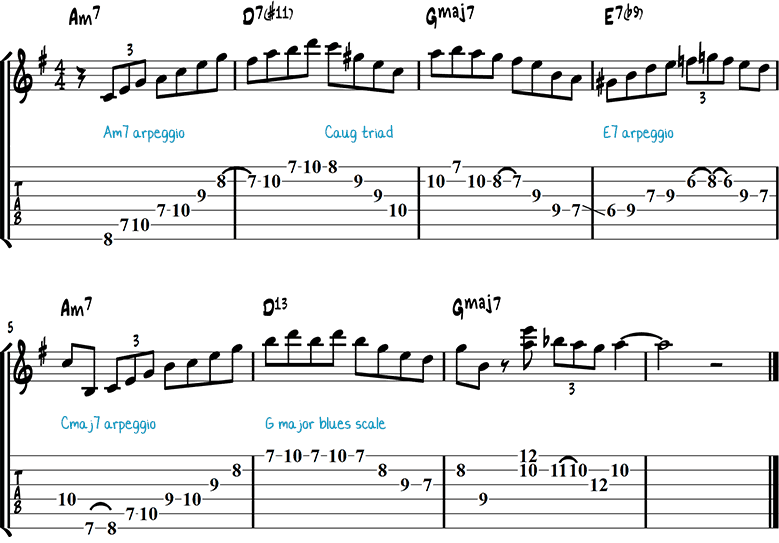 Am7 D7(#11) Gmaj7 E7(b9)
3
4 4
3
Am7 arpeggio Caug triad E7 arpeggio
7 10 8
8 7 10 9 10 7 10 8 7 6 8 6
9 9 9 7 9 9 7
7 10 10 9 7 6 9
7 10
8
T A B
Am7 D13 Gmaj7
5
3
3
Cmaj7 arpeggio G major blues scale
7 10 7 10 7 12
8 8 8 10 11 10 10
9 9 7 9 12
10 9 10
7 10
7 8
T A B